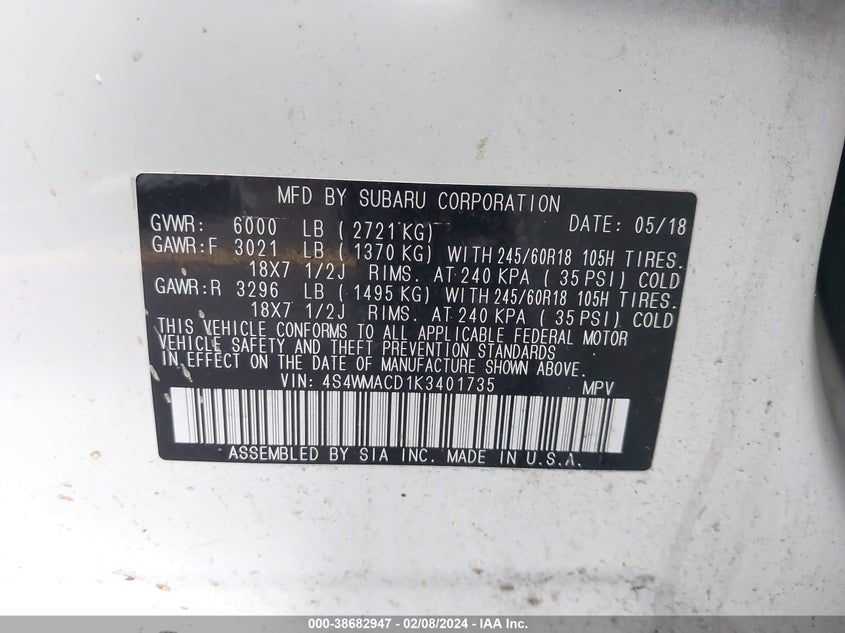 MFD BY SUBARU CORPORATION
GVWR: 6000 LB ( 2721 KG) DATE: 05/18
GAWR:F 3021 LB ( 1370 KG) WITH 245/60R18 105H TIRES.
18X7 1/2J RIMS. AT 240 KPA ( 35 PSI) COLD
GAWR:R 3296 LB ( 1495 KG) WITH 245/60R18 105H TIRES.
18X7 1/2J RIMS. AT 240 KPA ( 35 PSI) COLD
THIS VEHICLE CONFORMS TO ALL APPLICABLE FEDERAL MOTOR
VEHICLE SAFETY AND THEFT PREVENTION STANDARDS
IN EFFECT ON THE DATE OF MANUFACTURE SHOWN ABOVE.
VIN: 4S4WMACD1K3401735 MPV
ASSEMBLED BY SIA INC. MADE IN U.S.A.
000-38682947 - 02/08/2024 - IAA Inc.